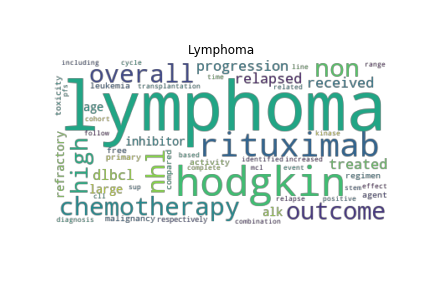 Lymphoma
including
cycle
line
range
overall
progression
non
time
relapsed
received
leukemia
transplantation
related
toxicity
pfs
lymphoma
age
cohort
follow
inhibitor
rituximab
kinase
refractory
high
free
primary
nhl
compared
based
activity
identified
increased
treated
complete
mcl
event
regimen
dlbcl
hodgkin
large
stem
effect
cll
sup
relapse
positive
agent
chemotherapy
alk
outcome
diagnosis
malignancy
respectively
combination